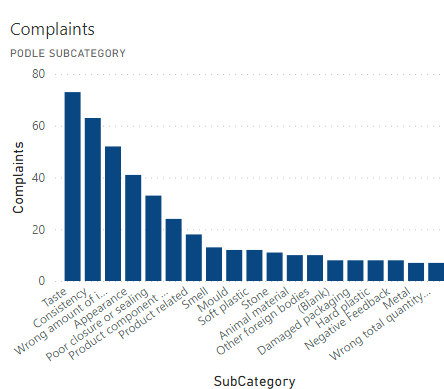 Complaints
PODLE SUBCATEGORY
80
60
40
20
0
Complaints
Taste
Consistency
Wrong amount of i...
Appearance
Poor closure or sealing
Product component ...
Product related
Smell
Mould
Soft plastic
Stone
Animal material
Other foreign bodies
(Blank)
Damaged Packaging
Hard plastic
Negative Feedback
Metal
Wrong total quantity...
SubCategory